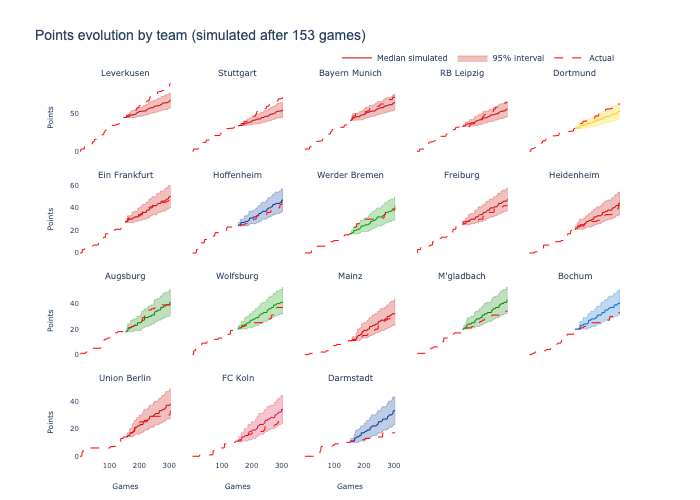 Points evolution by team (simulated after 153 games)
Median simulated 95% interval Actual
Leverkusen Stuttgart Bayern Munich RB Leipzig Dortmund
Points
50
0
Ein Frankfurt Hoffenheim Werder Bremen Freiburg Heidenheim
Points
60
40
20
0
Augsburg Wolfsburg Mainz M'gladbach Bochum
Points
40
20
0
Union Berlin FC Koln Darmstadt
Points
40
20
0
100 200 300 100 200 300 100 200 300
Games Games Games